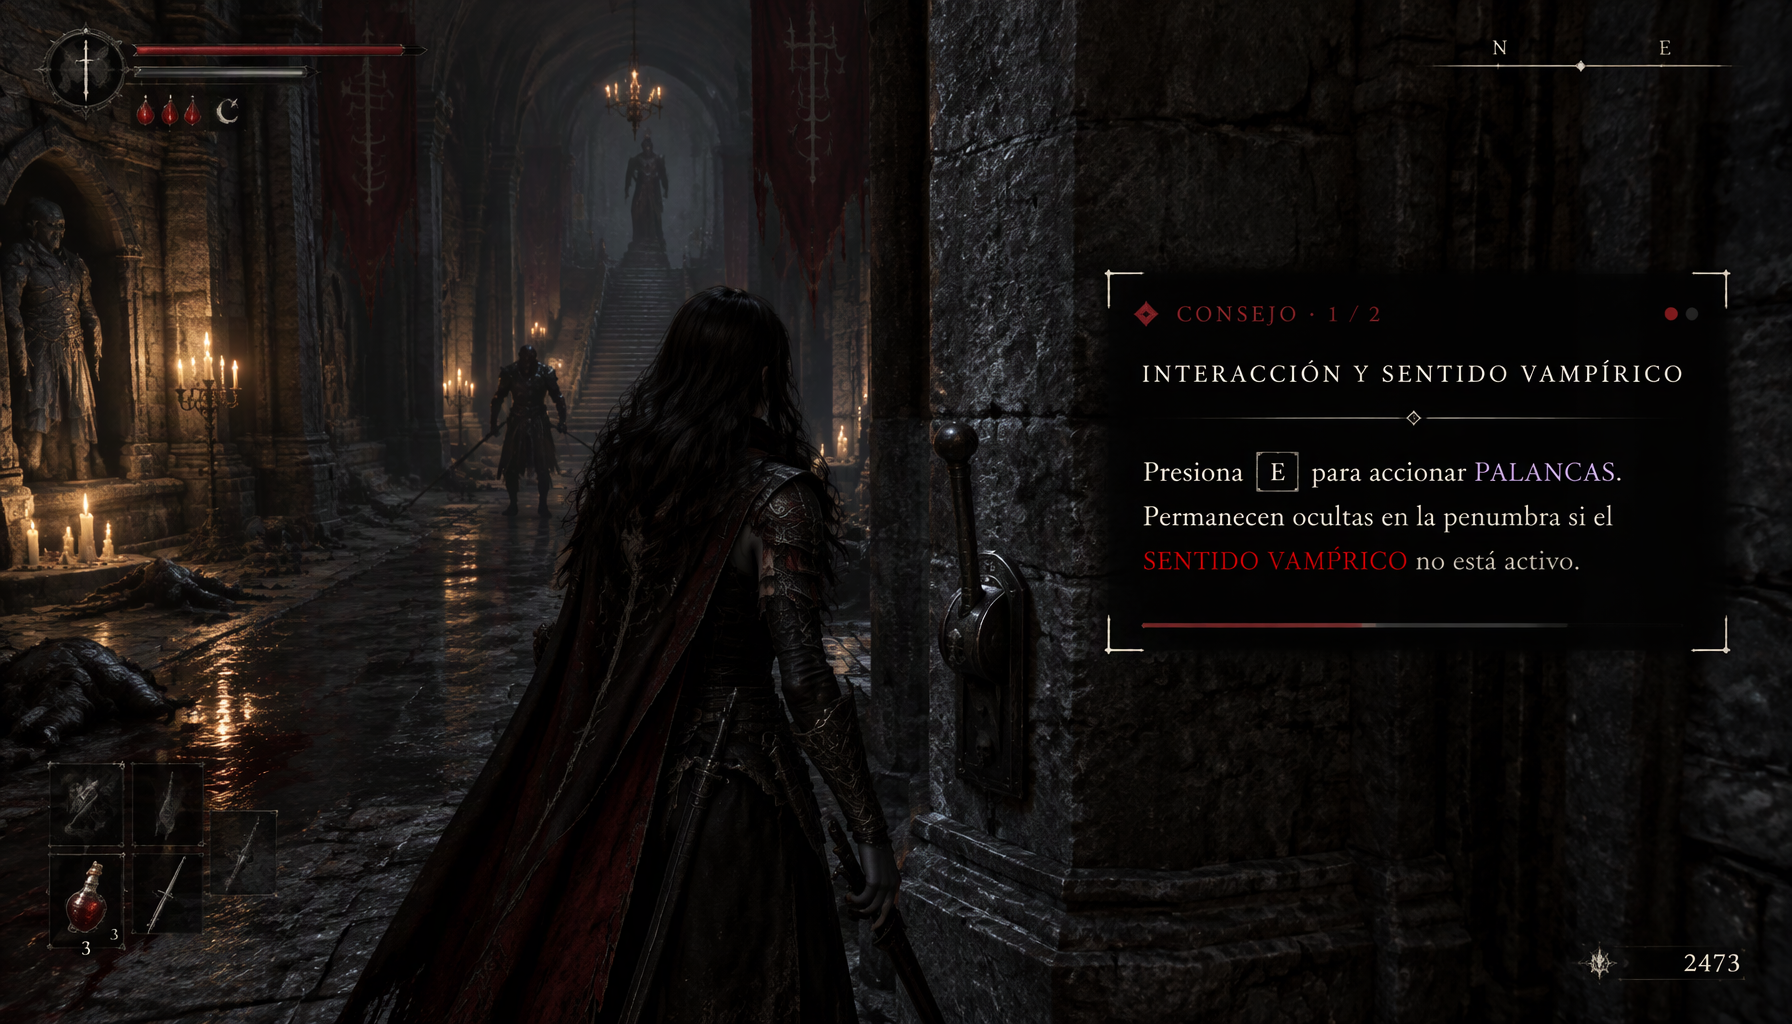 N E
CONSEJO · 1 / 2
INTERACCIÓN Y SENTIDO VAMPÍRICO
Presiona E para accionar PALANCAS.
Permanecen ocultas en la penumbra si el
SENTIDO VAMṔRICO no está activo.
3
3
2473